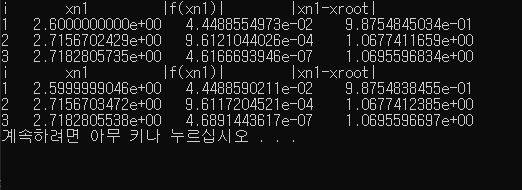 i xn1 |f(xn1)| |xn1-xroot|
1 2.6000000000e+00 4.4488554973e-02 9.8754845034e-01
2 2.7156702429e+00 9.6121044026e-04 1.0677411659e+00
3 2.7182805735e+00 4.6166693946e-07 1.0695596834e+00
i xn1 |f(xn1)| |xn1-xroot|
1 2.5999999046e+00 4.4488590211e-02 9.8754838455e-01
2 2.7156703472e+00 9.6117204521e-04 1.0677412385e+00
3 2.7182805538e+00 4.6891443617e-07 1.0695596697e+00
계속하려면 아무 키나 누르십시오 . . .